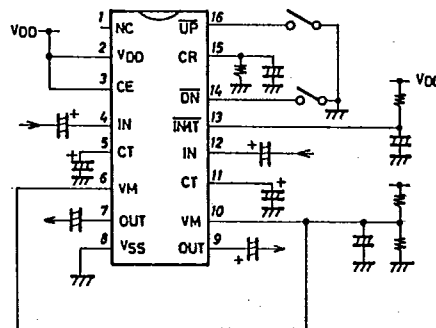 VDD
1 NC
2 VDD
3 CE
4 IN
5 CT
6 VM
7 OUT
8 VSS
UP 16
CR 15
DN 14
INIT 13
IN 12
CT 11
VM 10
OUT 9
VDD
+
+
+
+
+